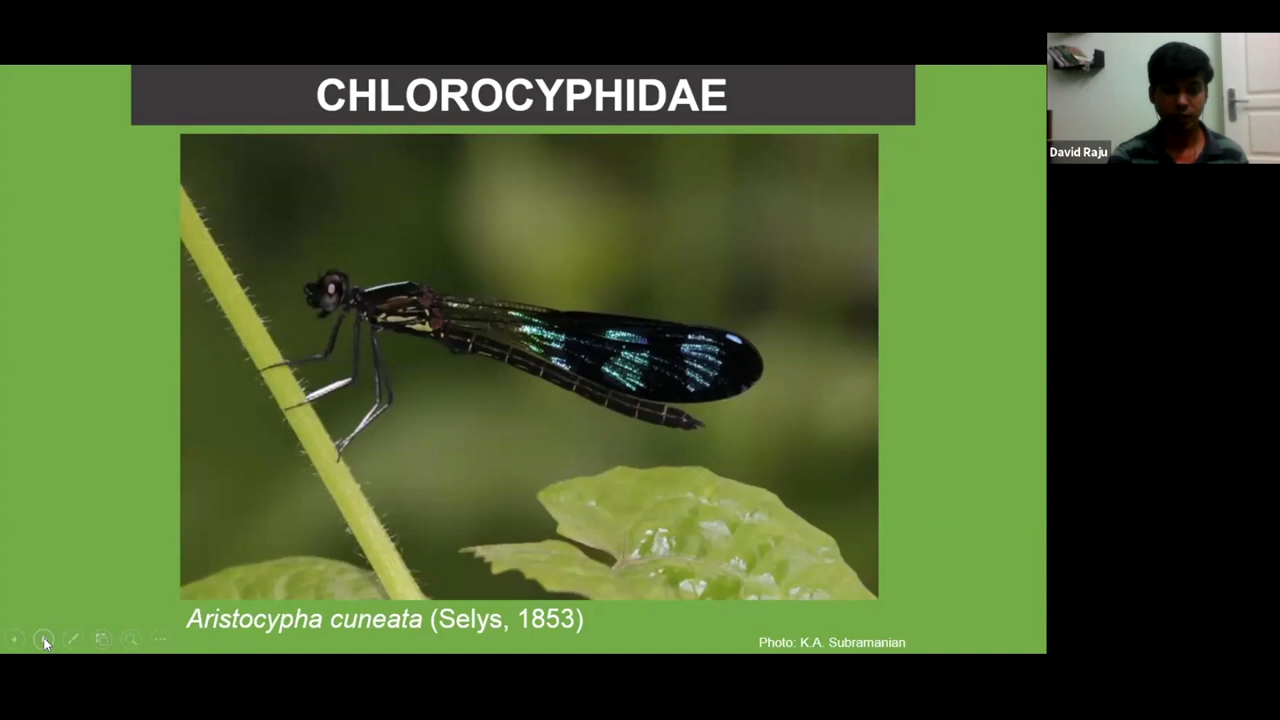 CHLOROCYPHIDAE
David Raju
Aristocypha cuneata (Selys, 1853)
Photo: K.A. Subramanian